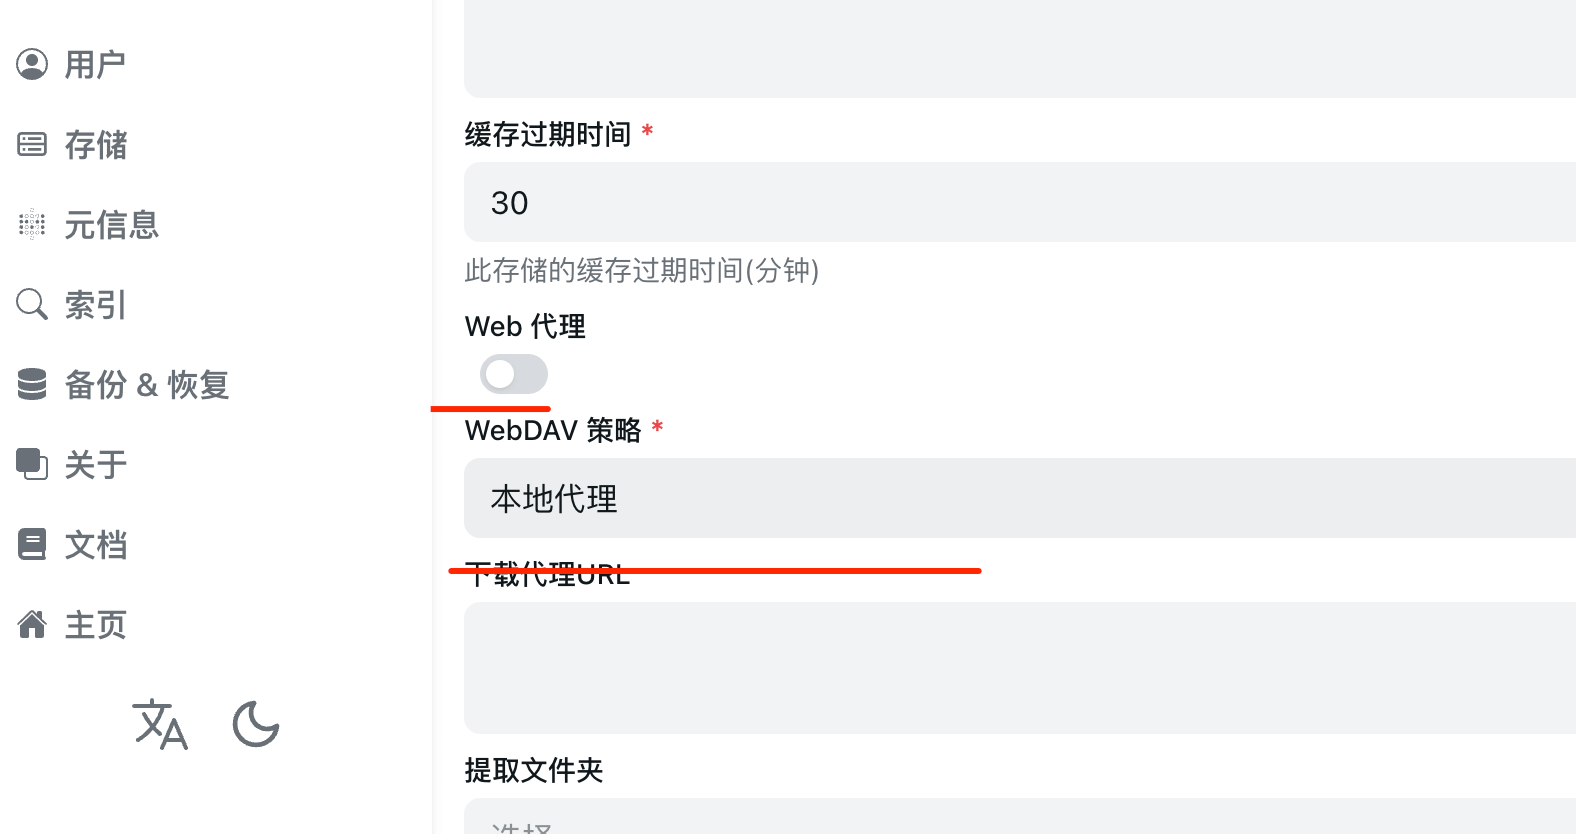 用户
存储
元信息
索引
备份 & 恢复
关于
文档
主页
缓存过期时间 *
30
此存储的缓存过期时间(分钟)
Web 代理
WebDAV 策略 *
本地代理
下载代理URL
提取文件夹
选择